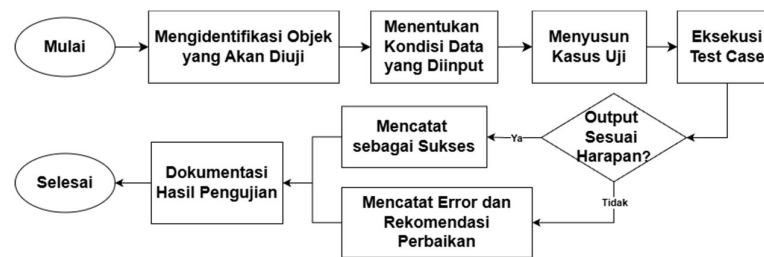 Mulai
Mengidentifikasi Objek
yang Akan Diuji
Menentukan
Kondisi Data
yang Diinput
Menyusun
Kasus Uji
Eksekusi
Test Case
Output
Sesuai
Harapan?
Ya
Mencatat
sebagai Sukses
Tidak
Mencatat Error dan
Rekomendasi
Perbaikan
Dokumentasi
Hasil Pengujian
Selesai